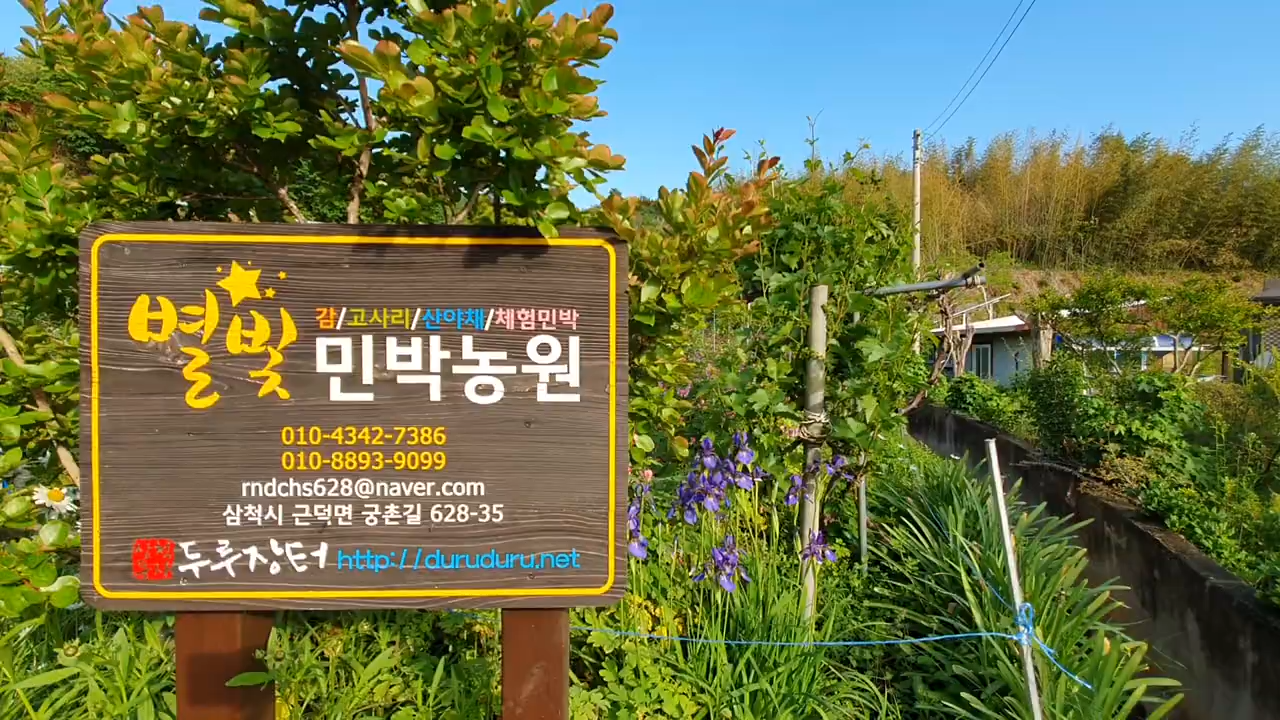 별빛
감/고사리/산야채/체험민박
민박농원
010-4342-7386
010-8893-9099
rndchs628@naver.com
삼척시 근덕면 궁촌길 628-35
두루장터 http://duruduru.net